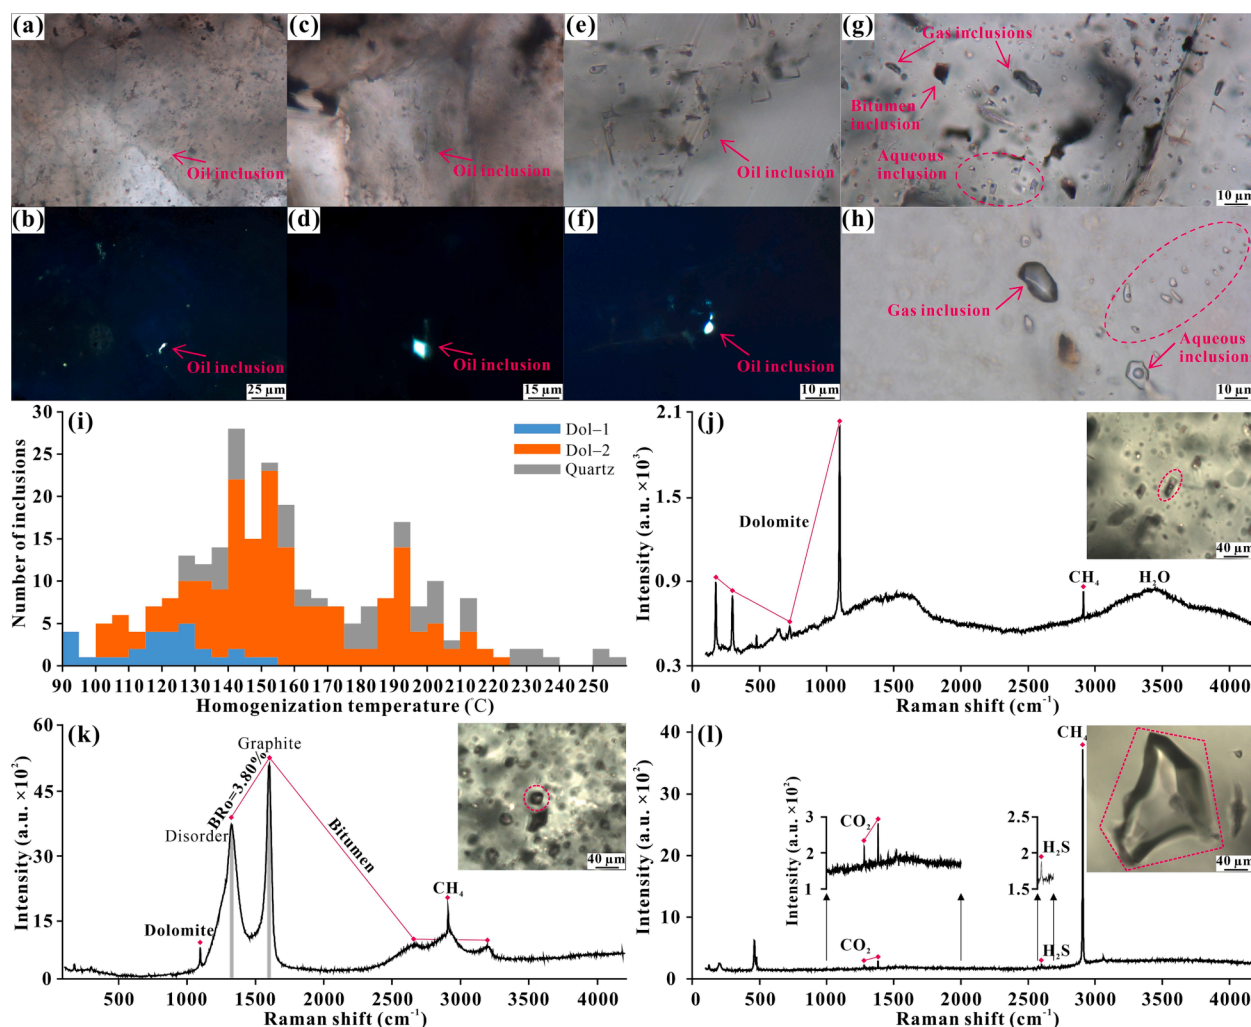 (a)
Oil inclusion
(c)
Oil inclusion
(e)
Oil inclusion
(g)
Gas inclusions
Bitumen
inclusion
Aqueous
inclusion
10 μm
(b)
Oil inclusion
25 μm
(d)
Oil inclusion
15 μm
(f)
Oil inclusion
10 μm
(h)
Gas inclusion
Aqueous
inclusion
10 μm
(i)
Dol–1
Dol–2
Quartz
Number of inclusions
30
25
20
15
10
5
0
90 100 110 120 130 140 150 160 170 180 190 200 210 220 230 240 250
Homogenization temperature (℃)
(j)
Dolomite
CH₄
H₂O
40 μm
Intensity (a.u. ×10³)
2.1
1.5
0.9
0.3
0 500 1000 1500 2000 2500 3000 3500 4000
Raman shift (cm⁻¹)
(k)
Graphite
BRo=3.80%
Disorder
Bitumen
Dolomite
CH₄
40 μm
Intensity (a.u. ×10²)
60
45
30
15
0
500 1000 1500 2000 2500 3000 3500 4000
Raman shift (cm⁻¹)
(l)
CH₄
40 μm
Intensity (a.u. ×10²)
3
2
1
CO₂
2.5
2
1.5
H₂S
CO₂
H₂S
Intensity (a.u. ×10²)
40
30
20
10
0
0 500 1000 1500 2000 2500 3000 3500 4000
Raman shift (cm⁻¹)